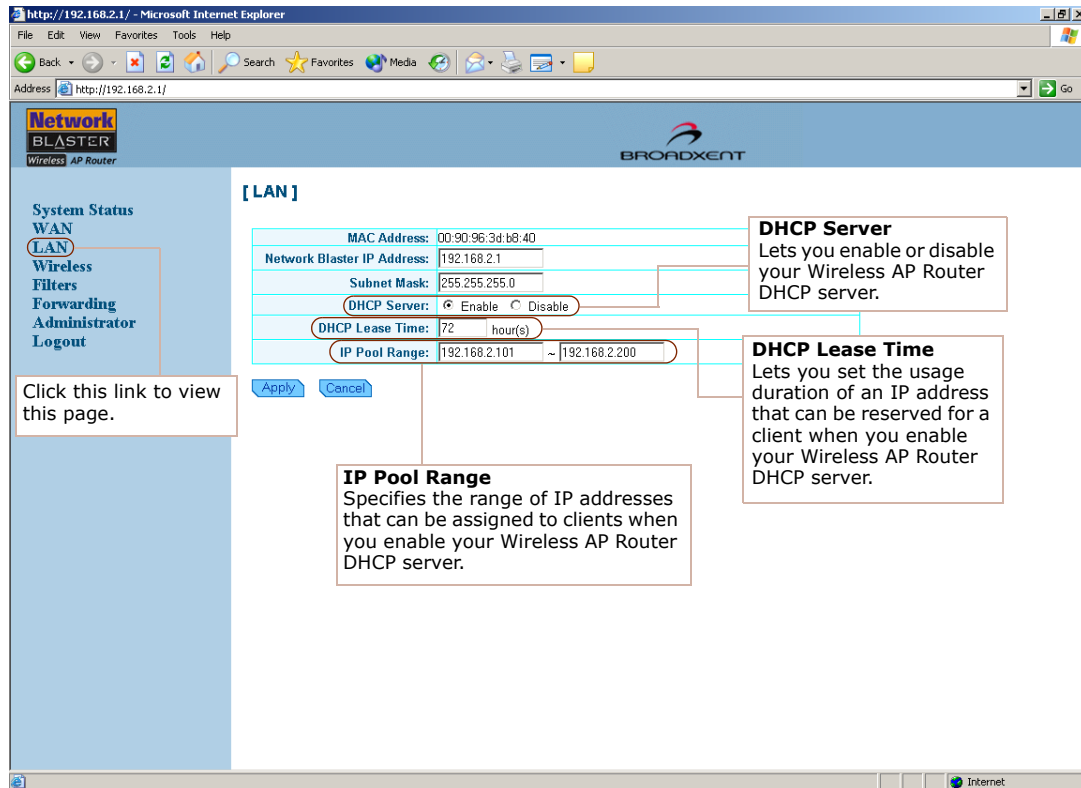 http://192.168.2.1/ - Microsoft Internet Explorer
File Edit View Favorites Tools Help
Back Search Favorites Media
Address http://192.168.2.1/ Go
Network
BLASTER
Wireless AP Router
BROADXENT
System Status
WAN
LAN
Wireless
Filters
Forwarding
Administrator
Logout
Click this link to view
this page.
[ LAN ]
MAC Address: 00:90:96:3d:b8:40
Network Blaster IP Address: 192.168.2.1
Subnet Mask: 255.255.255.0
DHCP Server: Enable Disable
DHCP Lease Time: 72 hour(s)
IP Pool Range: 192.168.2.101 ~ 192.168.2.200
Apply Cancel
DHCP Server
Lets you enable or disable
your Wireless AP Router
DHCP server.
DHCP Lease Time
Lets you set the usage
duration of an IP address
that can be reserved for a
client when you enable
your Wireless AP Router
DHCP server.
IP Pool Range
Specifies the range of IP addresses
that can be assigned to clients when
you enable your Wireless AP Router
DHCP server.
Internet